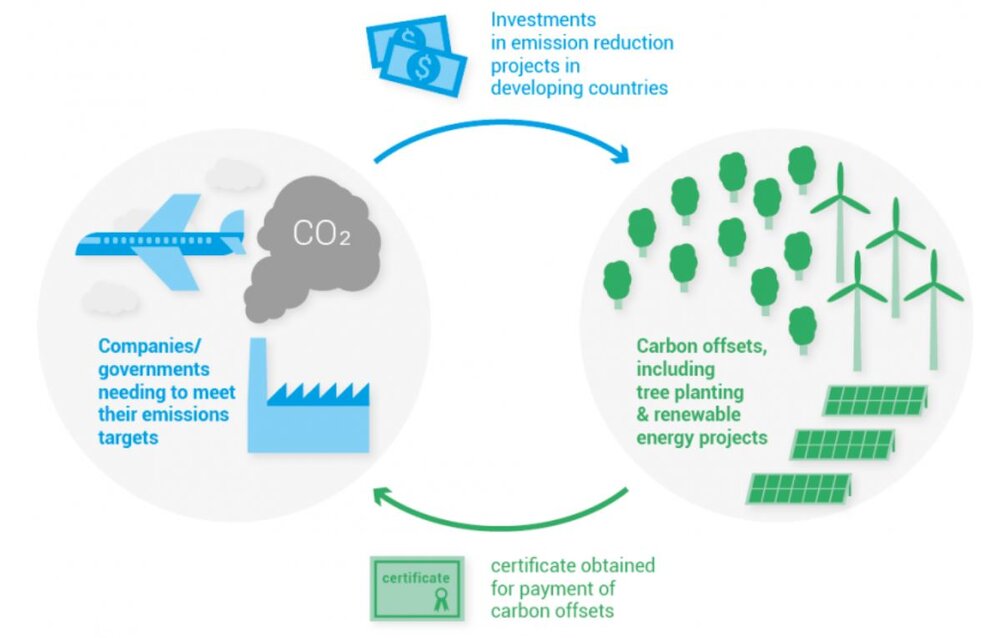 Investments
in emission reduction
projects in
developing countries
$
$
CO₂
Companies/
governments
needing to meet
their emissions
targets
Carbon offsets,
including
tree planting
& renewable
energy projects
certificate
certificate obtained
for payment of
carbon offsets